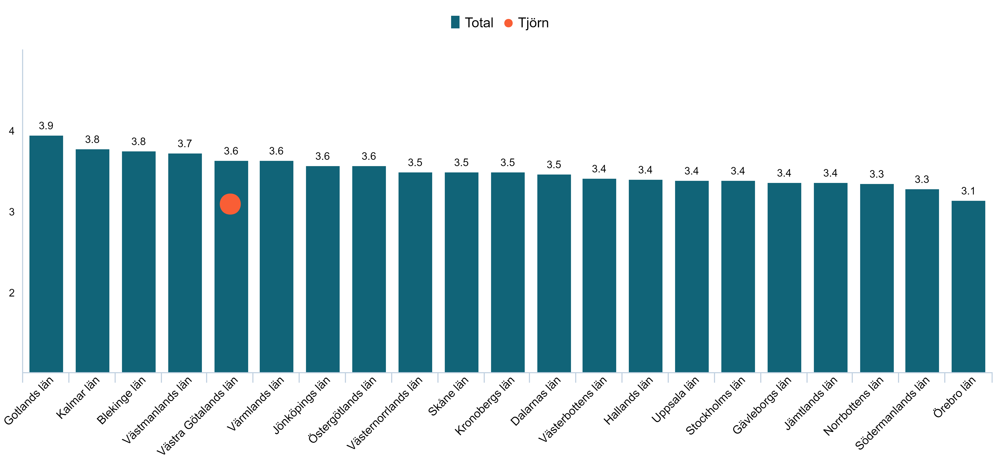 Total Tjörn
4
3
2
3.9 3.8 3.8 3.7 3.6 3.6 3.6 3.6 3.5 3.5 3.5 3.5 3.4 3.4 3.4 3.4 3.4 3.4 3.3 3.3 3.1
Gotlands län
Kalmar län
Blekinge län
Västmanlands län
Västra Götalands län
Värmlands län
Jönköpings län
Östergötlands län
Västernorrlands län
Skåne län
Kronobergs län
Dalarnas län
Västerbottens län
Hallands län
Uppsala län
Stockholms län
Gävleborgs län
Jämtlands län
Norrbottens län
Södermanlands län
Örebro län